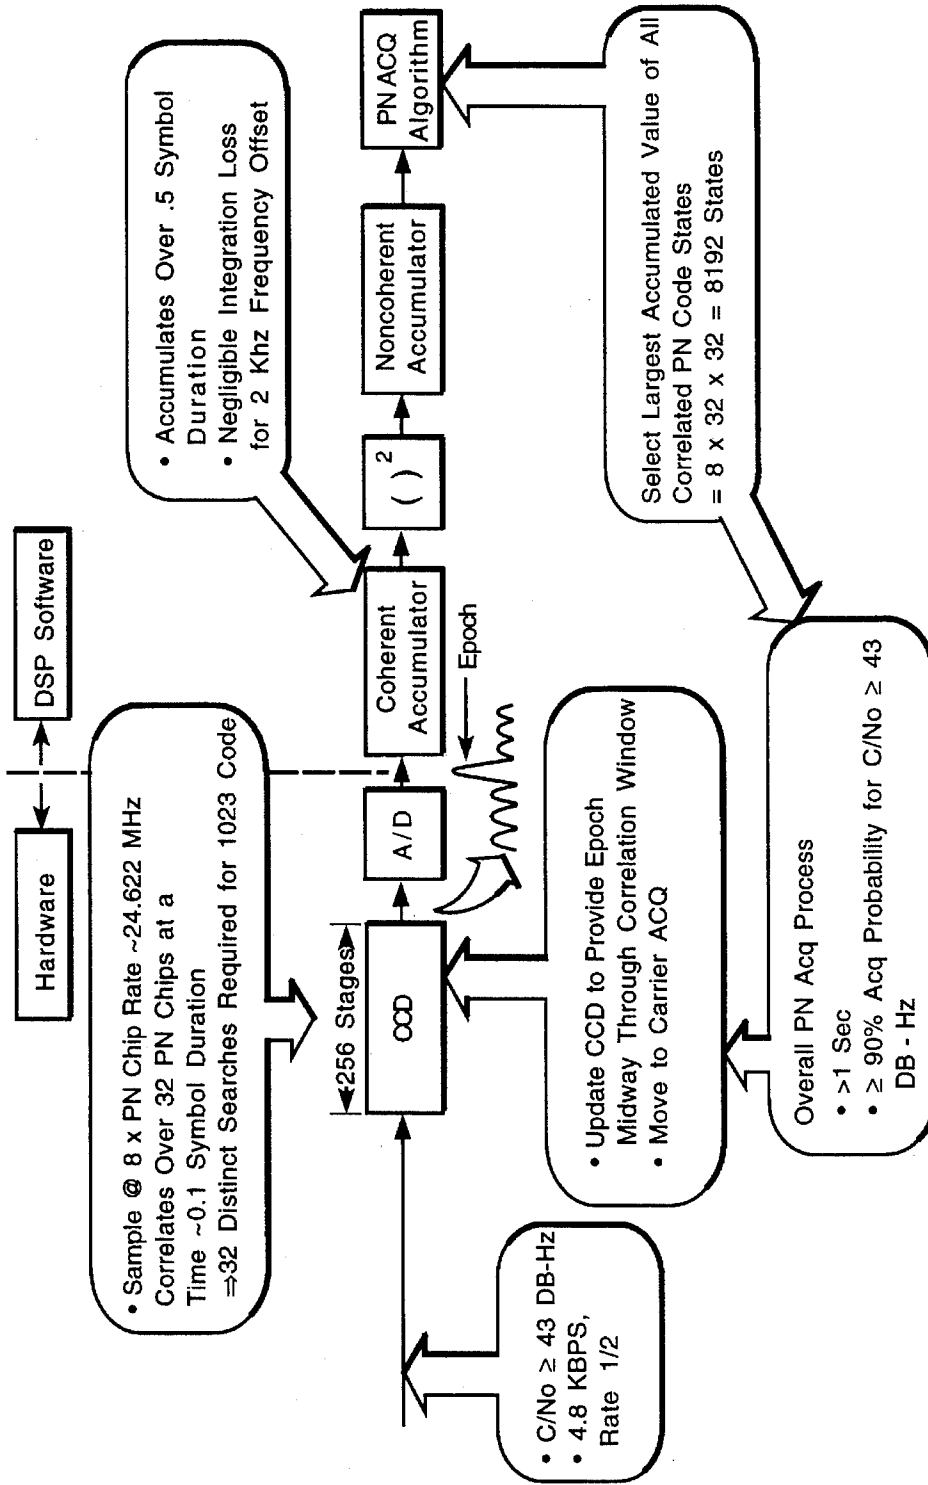 Hardware
DSP Software
• Sample @ 8 x PN Chip Rate ~24.622 MHz
Correlates Over 32 PN Chips at a
Time ~0.1 Symbol Duration
⇒32 Distinct Searches Required for 1023 Code
• Accumulates Over .5 Symbol
Duration
• Negligible Integration Loss
for 2 Khz Frequency Offset
256 Stages
CCD
A/D
Coherent
Accumulator
( )²
Noncoherent
Accumulator
PN ACQ
Algorithm
Epoch
• C/No ≥ 43 DB-Hz
• 4.8 KBPS,
Rate 1/2
• Update CCD to Provide Epoch
Midway Through Correlation Window
• Move to Carrier ACQ
Select Largest Accumulated Value of All
Correlated PN Code States
= 8 x 32 x 32 = 8192 States
Overall PN Acq Process
• >1 Sec
• ≥ 90% Acq Probability for C/No ≥ 43
DB - Hz